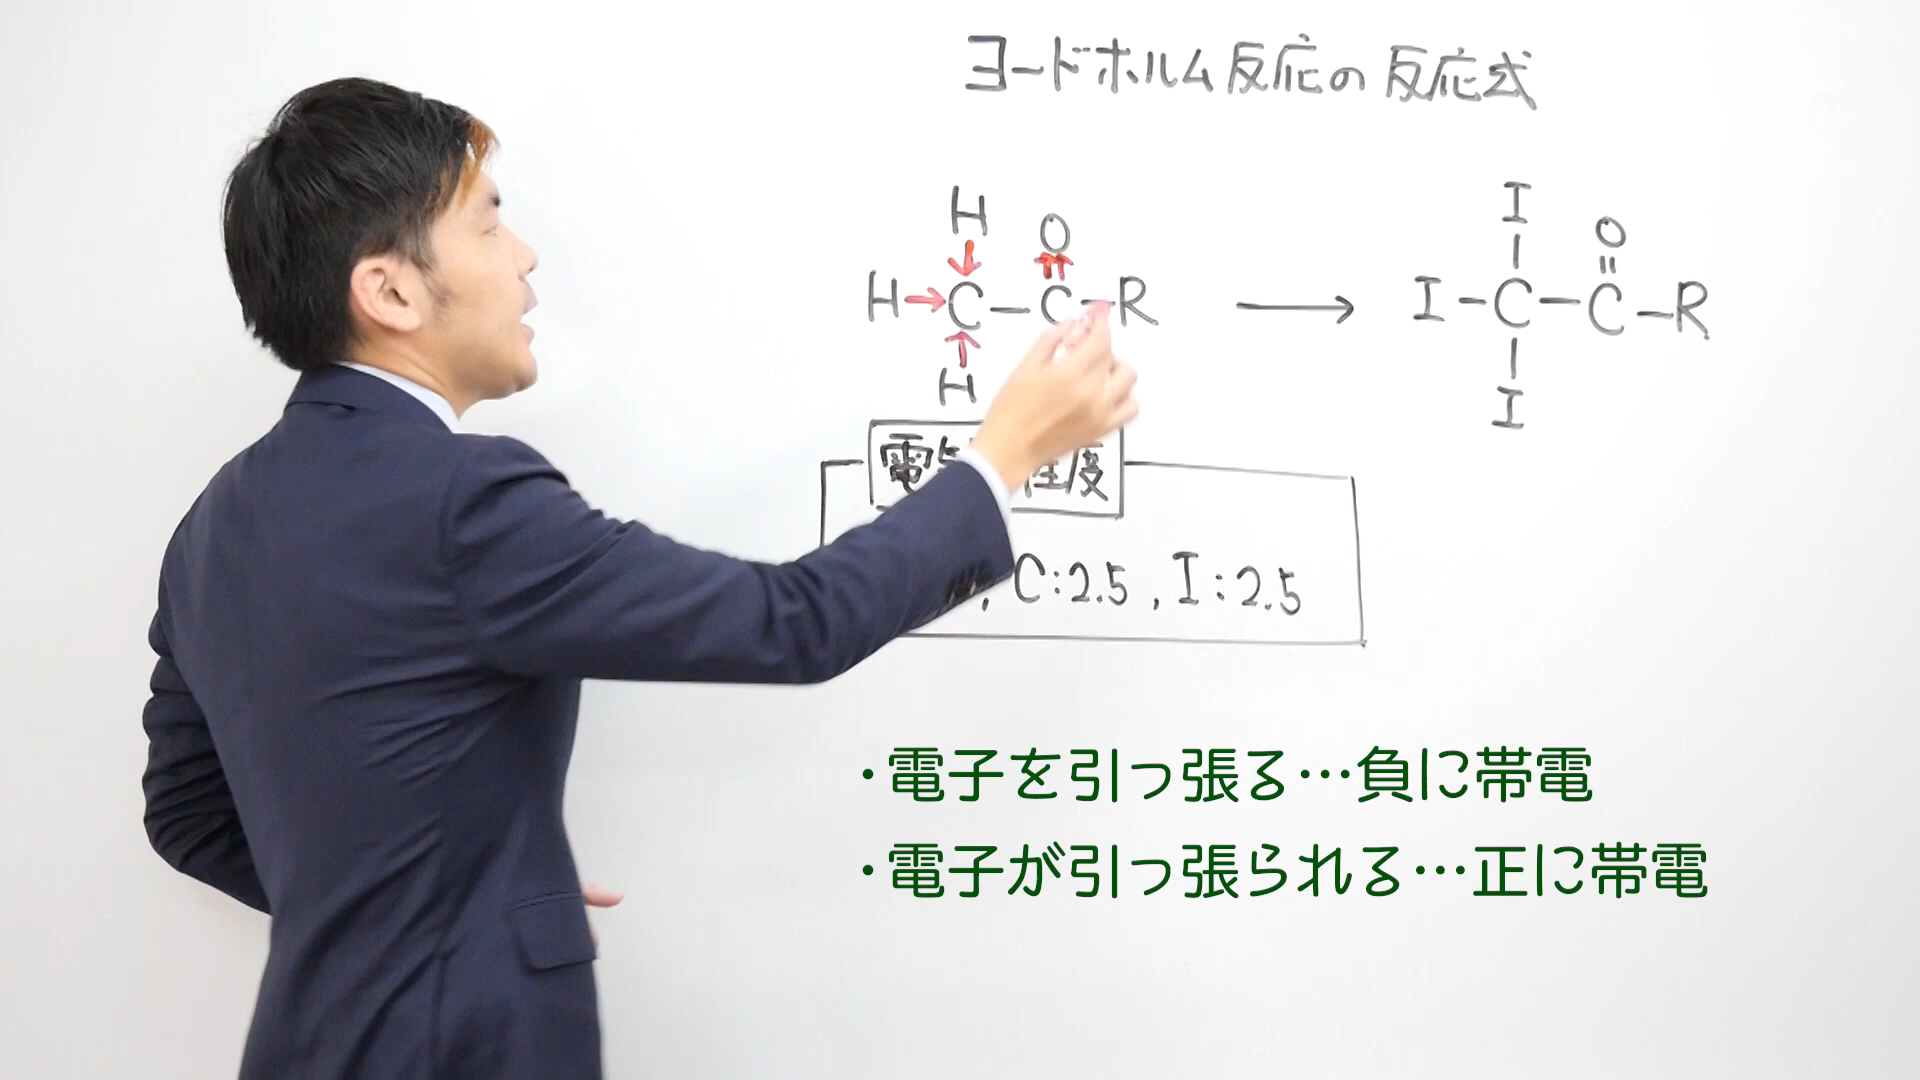 ヨードホルム反応の反応式
H O
H→C-C-R → I-C-C-R
H
I O
I
電 性度
, C:2.5 , I:2.5
・電子を引っ張る…負に帯電
・電子が引っ張られる…正に帯電